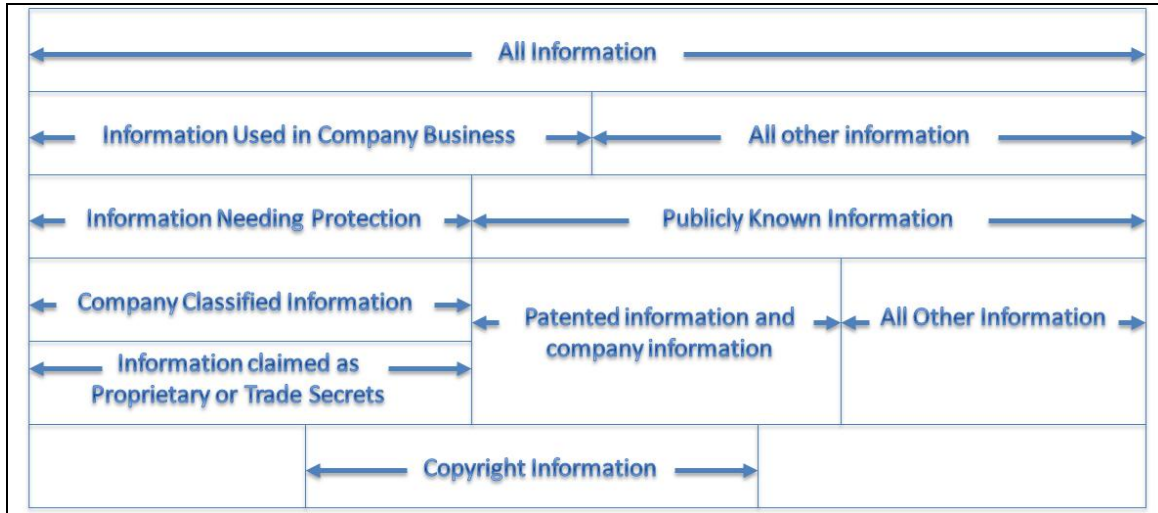 All Information
Information Used in Company Business
All other information
Information Needing Protection
Publicly Known Information
Company Classified Information
Patented information and
company information
All Other Information
Information claimed as
Proprietary or Trade Secrets
Copyright Information